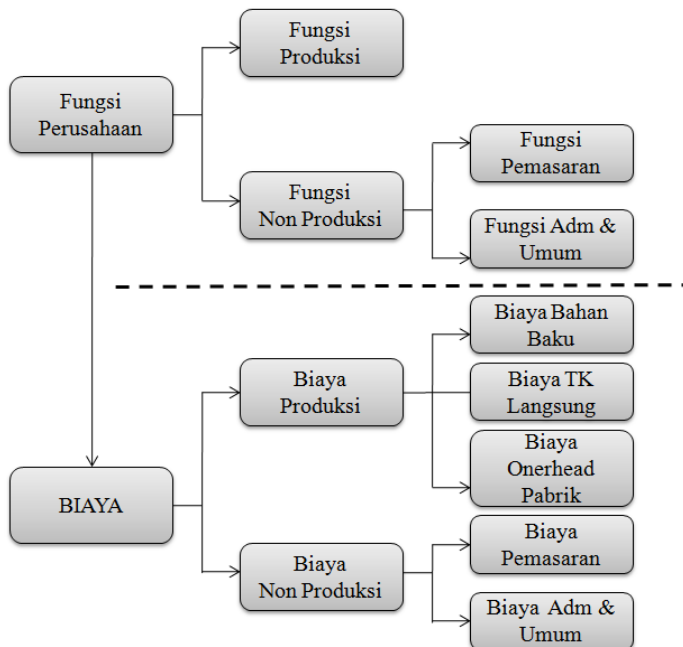 Fungsi
Produksi
Fungsi
Perusahaan
Fungsi
Pemasaran
Fungsi
Non Produksi
Fungsi Adm &
Umum
Biaya Bahan
Baku
Biaya
Produksi
Biaya TK
Langsung
Biaya
Onerhead
Pabrik
BIAYA
Biaya
Pemasaran
Biaya
Non Produksi
Biaya Adm &
Umum